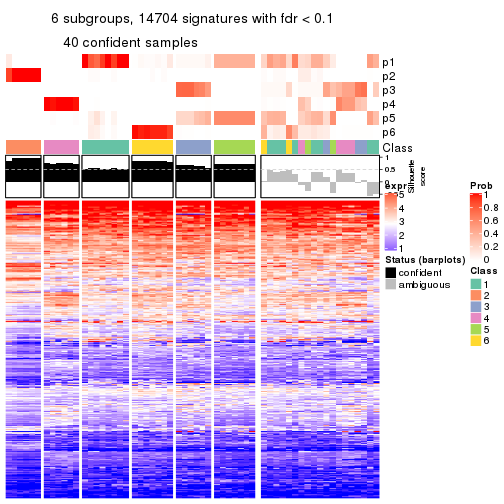 6 subgroups, 14704 signatures with fdr < 0.1
40 confident samples
p1
p2
p3
p4
p5
p6
Class
1
0.5
0
Silhouette
score
expr
5
4
3
2
1
Status (barplots)
confident
ambiguous
Prob
1
0.8
0.6
0.4
0.2
0
Class
1
2
3
4
5
6